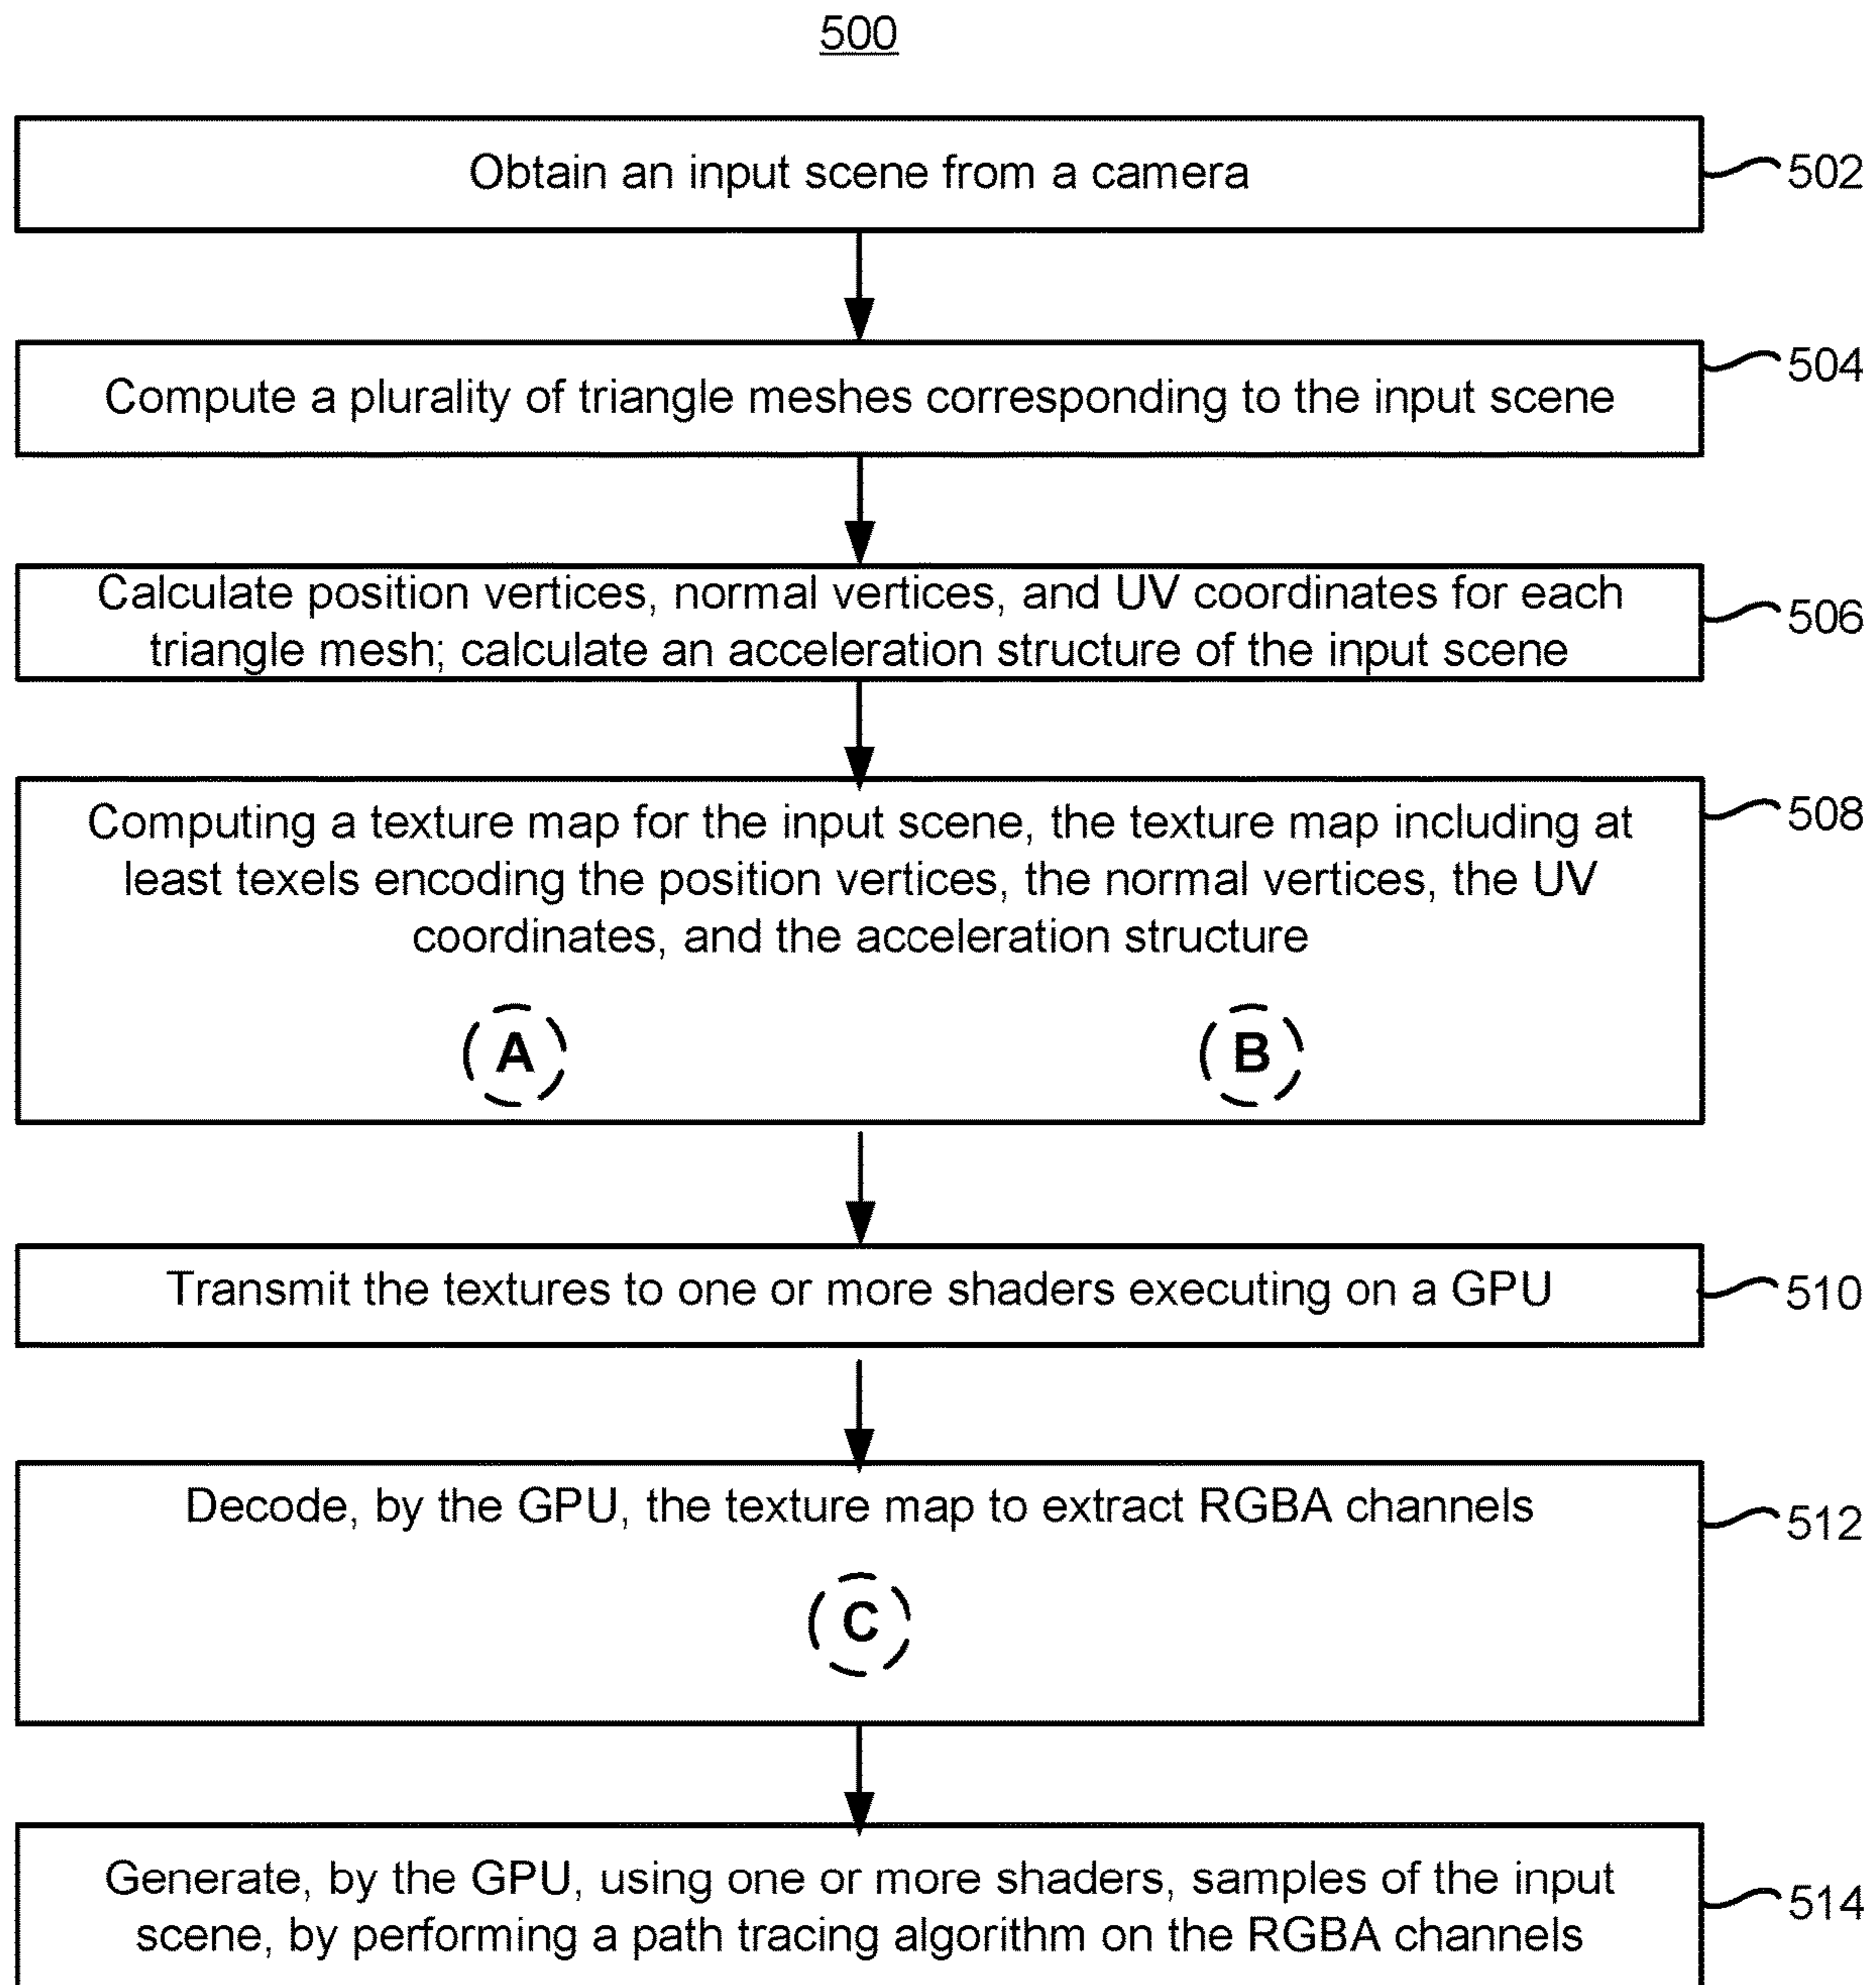 500
Obtain an input scene from a camera
502
Compute a plurality of triangle meshes corresponding to the input scene
504
Calculate position vertices, normal vertices, and UV coordinates for each
triangle mesh; calculate an acceleration structure of the input scene
506
Computing a texture map for the input scene, the texture map including at
least texels encoding the position vertices, the normal vertices, the UV
coordinates, and the acceleration structure
508
A
B
Transmit the textures to one or more shaders executing on a GPU
510
Decode, by the GPU, the texture map to extract RGBA channels
512
C
Generate, by the GPU, using one or more shaders, samples of the input
scene, by performing a path tracing algorithm on the RGBA channels
514